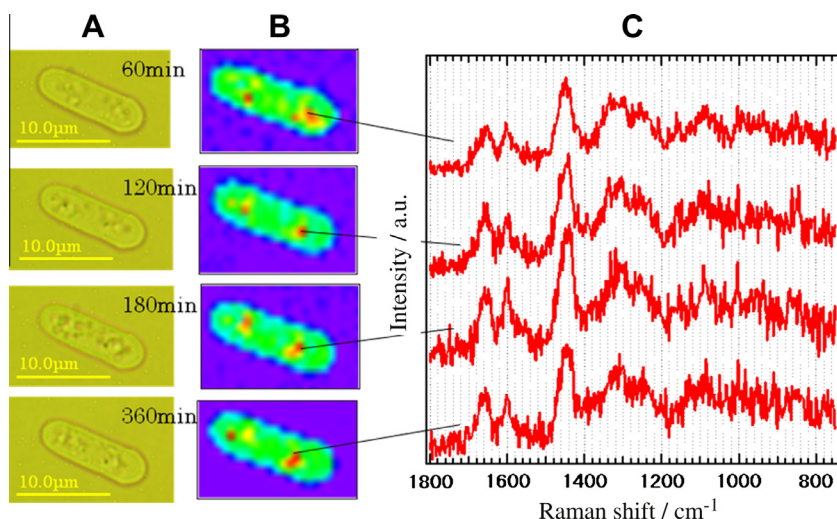 A B C
60min
10.0μm
120min
10.0μm
180min
10.0μm
360min
10.0μm
Intensity / a.u.
1800 1600 1400 1200 1000 800
Raman shift / cm⁻¹